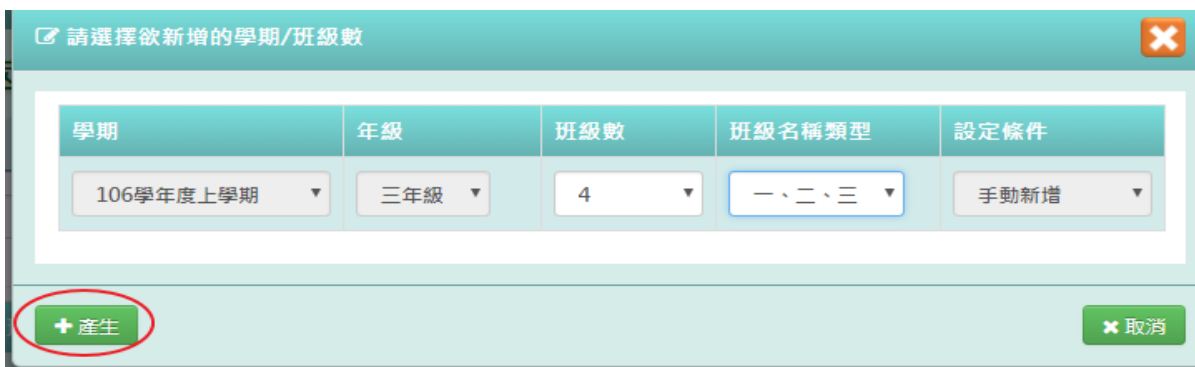 請選擇欲新增的學期/班級數
學期 年級 班級數 班級名稱類型 設定條件
106學年度上學期 三年級 4 一、二、三 手動新增
產生 取消